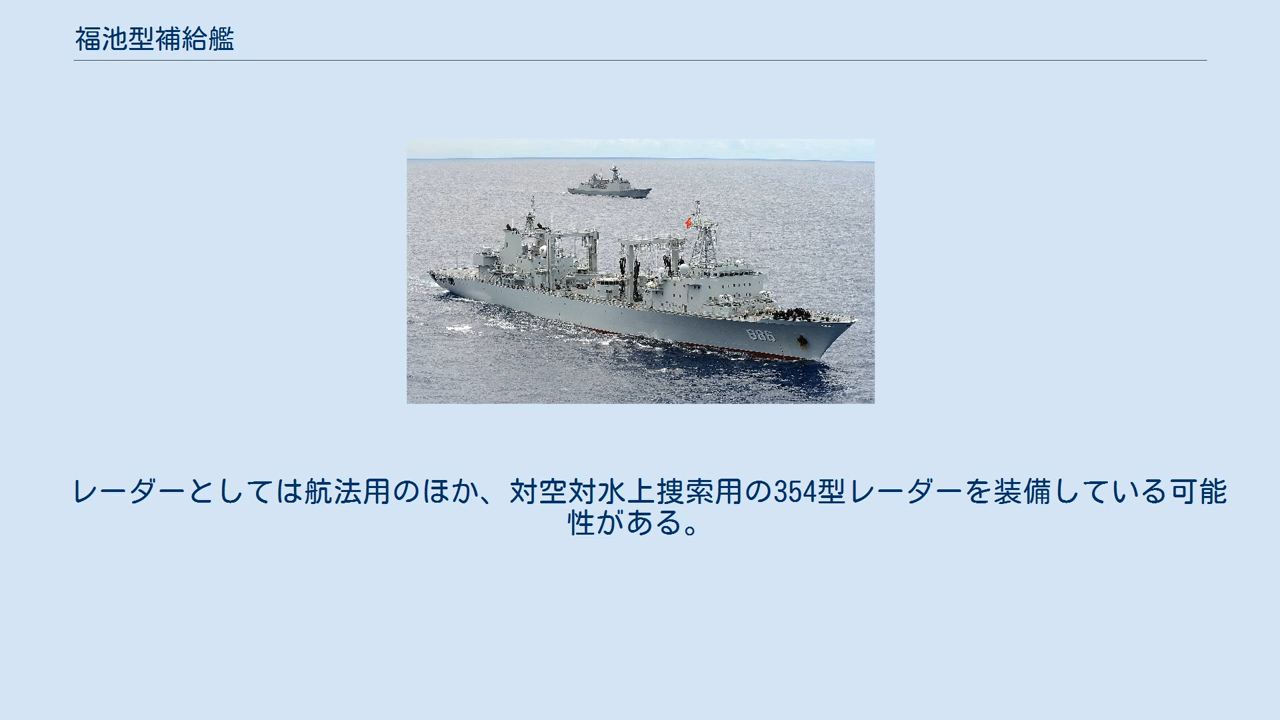 福池型補給艦
886
レーダーとしては航法用のほか、対空対水上捜索用の354型レーダーを装備している可能
性がある。